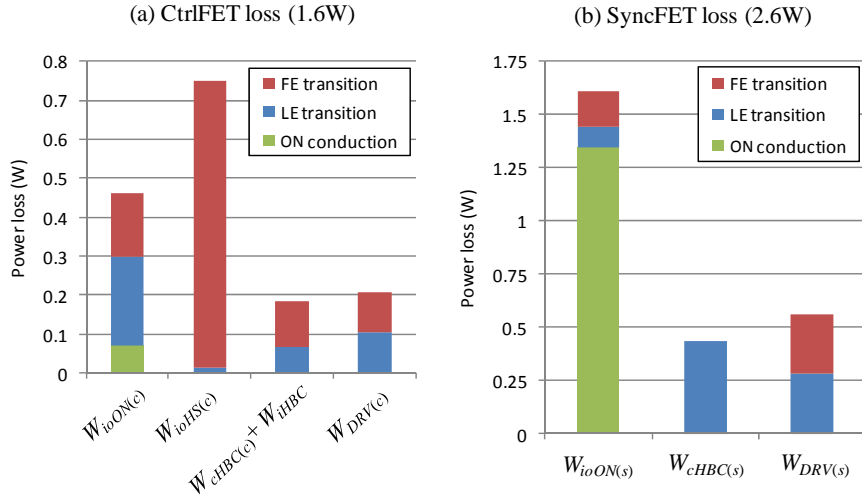 (a) CtrlFET loss (1.6W)
Power loss (W)
0.8
0.7
0.6
0.5
0.4
0.3
0.2
0.1
0
FE transition
LE transition
ON conduction
WioON(c)
WioHS(c)
WcHBC(c) + WiHBC
WDRV(c)
(b) SyncFET loss (2.6W)
Power loss (W)
1.75
1.5
1.25
1
0.75
0.5
0.25
0
FE transition
LE transition
ON conduction
WioON(s)
WcHBC(s)
WDRV(s)